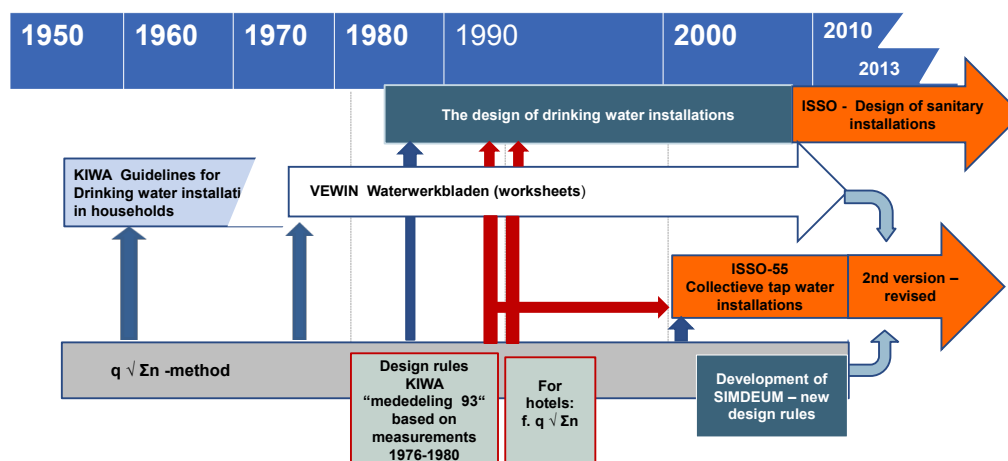 1950
1960
1970
1980
1990
2000
2010
2013
The design of drinking water installations
ISSO - Design of sanitary
installations
KIWA Guidelines for
Drinking water installati
in households
VEWIN Waterwerkbladen (worksheets)
ISSO-55
Collectieve tap water
installations
2nd version –
revised
q √ Σn -method
Design rules
KIWA
“mededeling 93“
based on
measurements
1976-1980
For
hotels:
f. q √ Σn
Development of
SIMDEUM – new
design rules